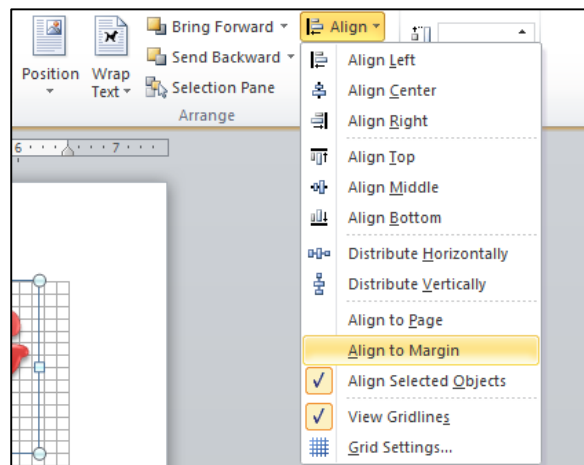 Bring Forward
Align
Send Backward
Position
Wrap
Text
Selection Pane
Arrange
6
7
Align Left
Align Center
Align Right
Align Top
Align Middle
Align Bottom
Distribute Horizontally
Distribute Vertically
Align to Page
Align to Margin
Align Selected Objects
View Gridlines
Grid Settings...